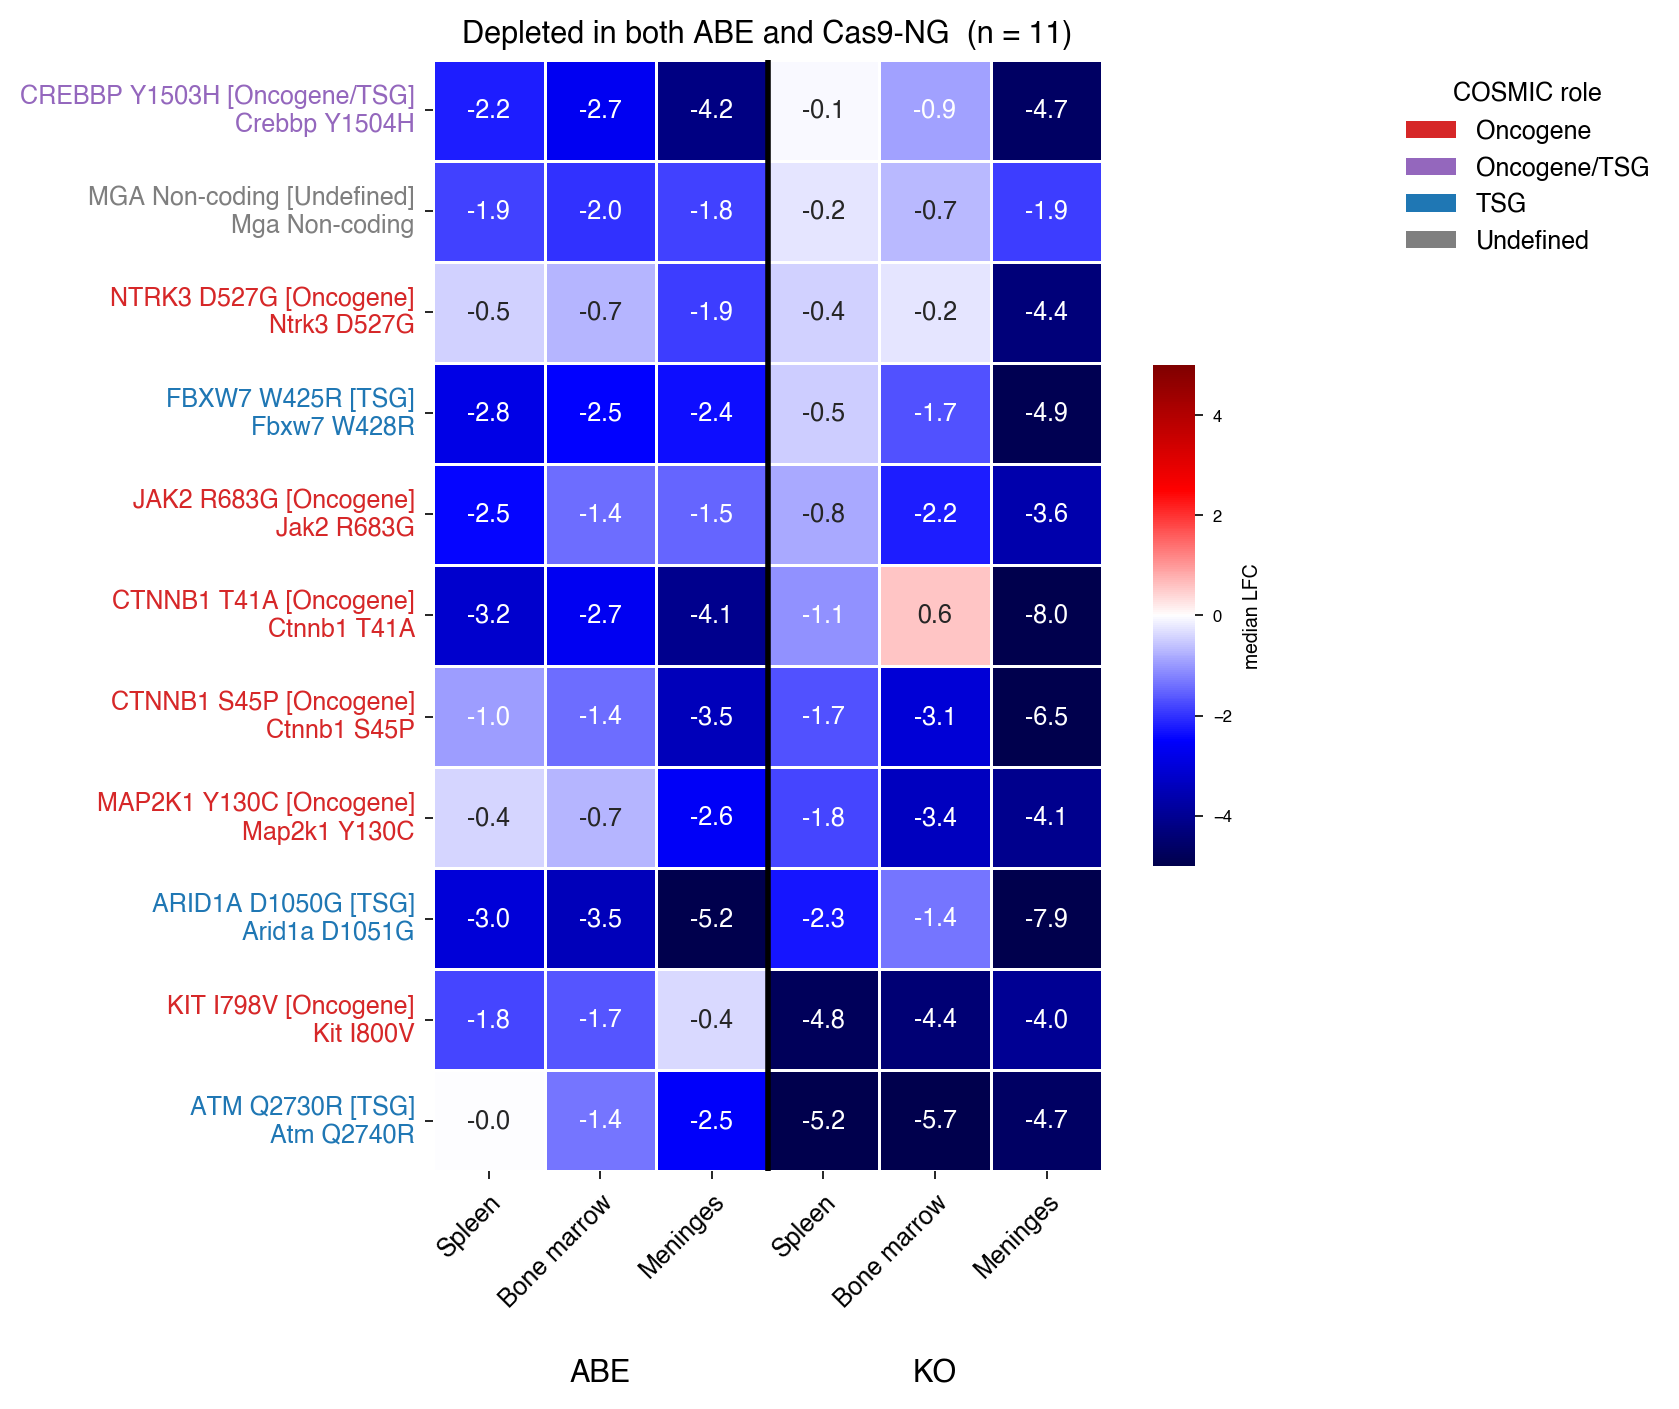 Depleted in both ABE and Cas9-NG (n = 11)
CREBBP Y1503H [Oncogene/TSG]
Crebbp Y1504H
-2.2 -2.7 -4.2 -0.1 -0.9 -4.7
MGA Non-coding [Undefined]
Mga Non-coding
-1.9 -2.0 -1.8 -0.2 -0.7 -1.9
NTRK3 D527G [Oncogene]
Ntrk3 D527G
-0.5 -0.7 -1.9 -0.4 -0.2 -4.4
FBXW7 W425R [TSG]
Fbxw7 W428R
-2.8 -2.5 -2.4 -0.5 -1.7 -4.9
JAK2 R683G [Oncogene]
Jak2 R683G
-2.5 -1.4 -1.5 -0.8 -2.2 -3.6
CTNNB1 T41A [Oncogene]
Ctnnb1 T41A
-3.2 -2.7 -4.1 -1.1 0.6 -8.0
CTNNB1 S45P [Oncogene]
Ctnnb1 S45P
-1.0 -1.4 -3.5 -1.7 -3.1 -6.5
MAP2K1 Y130C [Oncogene]
Map2k1 Y130C
-0.4 -0.7 -2.6 -1.8 -3.4 -4.1
ARID1A D1050G [TSG]
Arid1a D1051G
-3.0 -3.5 -5.2 -2.3 -1.4 -7.9
KIT I798V [Oncogene]
Kit I800V
-1.8 -1.7 -0.4 -4.8 -4.4 -4.0
ATM Q2730R [TSG]
Atm Q2740R
-0.0 -1.4 -2.5 -5.2 -5.7 -4.7
Spleen
Bone marrow
Meninges
Spleen
Bone marrow
Meninges
ABE
KO
COSMIC role
Oncogene
Oncogene/TSG
TSG
Undefined
4
2
0
−2
−4
median LFC